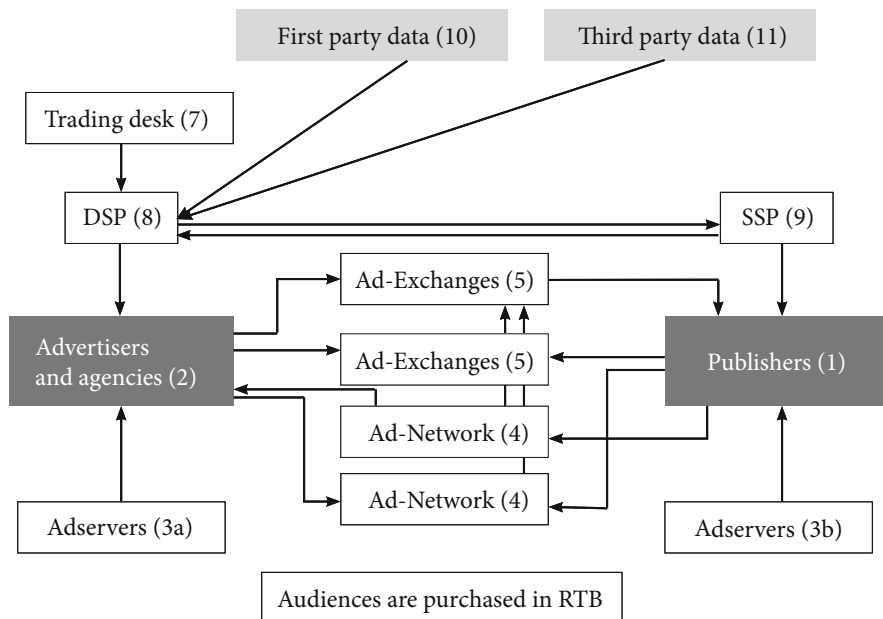 First party data (10)
Third party data (11)
Trading desk (7)
DSP (8)
SSP (9)
Ad-Exchanges (5)
Advertisers
and agencies (2)
Ad-Exchanges (5)
Publishers (1)
Ad-Network (4)
Ad-Network (4)
Adservers (3a)
Adservers (3b)
Audiences are purchased in RTB